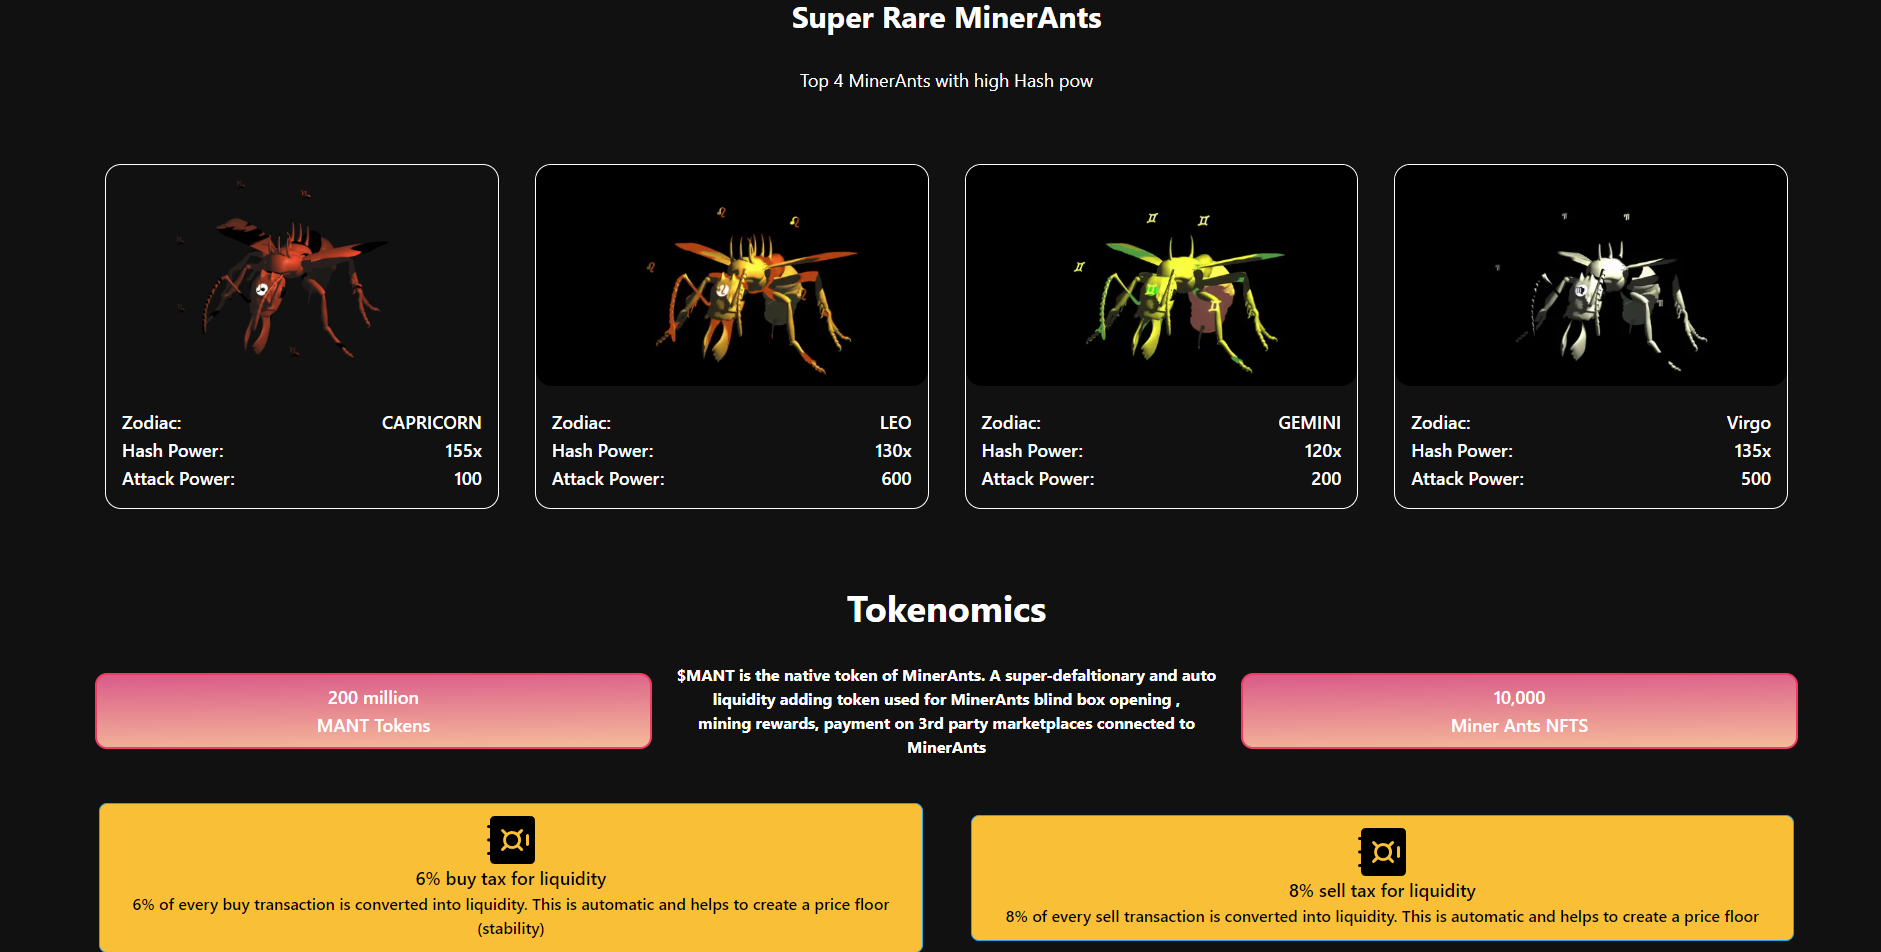 Super Rare MinerAnts
Top 4 MinerAnts with high Hash pow
Zodiac: CAPRICORN
Hash Power: 155x
Attack Power: 100
Zodiac: LEO
Hash Power: 130x
Attack Power: 600
Zodiac: GEMINI
Hash Power: 120x
Attack Power: 200
Zodiac: Virgo
Hash Power: 135x
Attack Power: 500
Tokenomics
200 million
MANT Tokens
$MANT is the native token of MinerAnts. A super-defaltionary and auto
liquidity adding token used for MinerAnts blind box opening ,
mining rewards, payment on 3rd party marketplaces connected to
MinerAnts
10,000
Miner Ants NFTS
6% buy tax for liquidity
6% of every buy transaction is converted into liquidity. This is automatic and helps to create a price floor
(stability)
8% sell tax for liquidity
8% of every sell transaction is converted into liquidity. This is automatic and helps to create a price floor